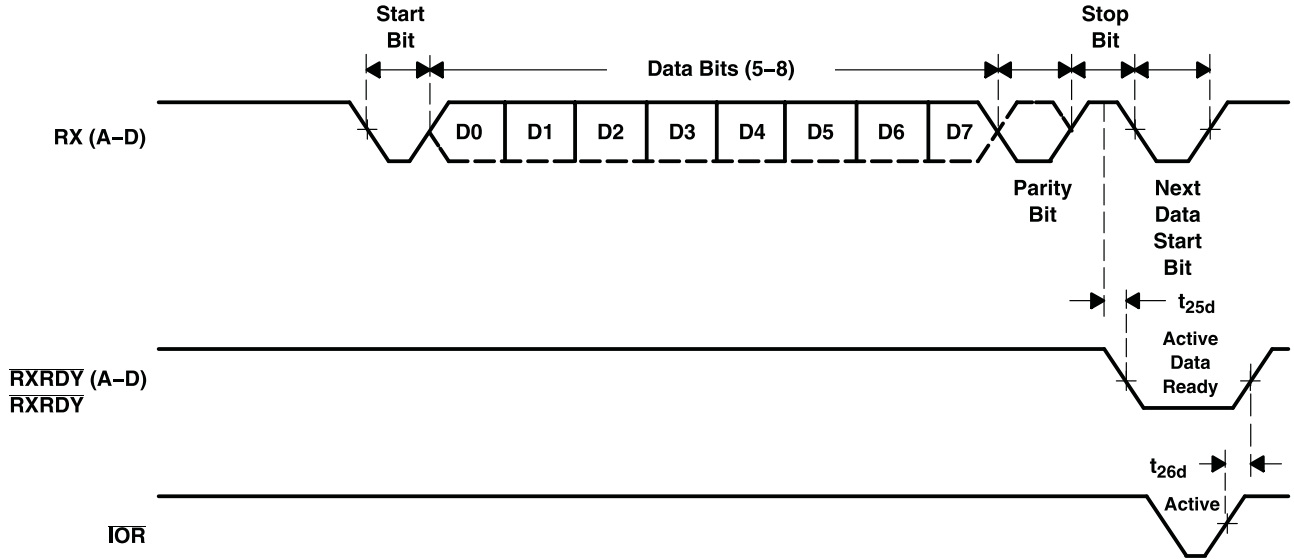 Start
Bit
Data Bits (5–8)
Stop
Bit
RX (A–D)
D0 D1 D2 D3 D4 D5 D6 D7
Parity
Bit
Next
Data
Start
Bit
t25d
RXRDY (A–D)
RXRDY
Active
Data
Ready
t26d
IOR
Active